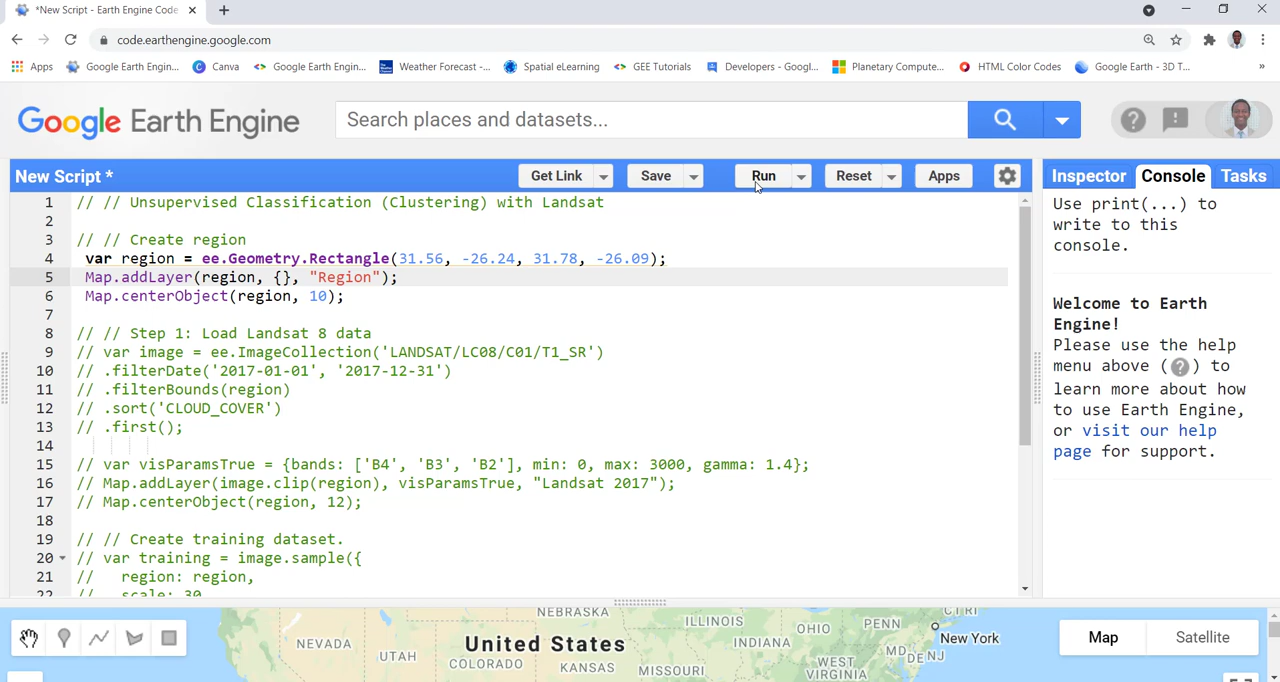 *New Script - Earth Engine Code
code.earthengine.google.com
Apps Google Earth Engin... Canva Google Earth Engin... Weather Forecast -... Spatial eLearning GEE Tutorials Developers - Googl... Planetary Compute... HTML Color Codes Google Earth - 3D T... »
Google Earth Engine
Search places and datasets...
New Script *
Get Link Save Run Reset Apps
Inspector Console Tasks
1 // // Unsupervised Classification (Clustering) with Landsat
2
3 // // Create region
4 var region = ee.Geometry.Rectangle(31.56, -26.24, 31.78, -26.09);
5 Map.addLayer(region, {}, "Region");
6 Map.centerObject(region, 10);
7
8 // // Step 1: Load Landsat 8 data
9 // var image = ee.ImageCollection('LANDSAT/LC08/C01/T1_SR')
10 // .filterDate('2017-01-01', '2017-12-31')
11 // .filterBounds(region)
12 // .sort('CLOUD_COVER')
13 // .first();
14
15 // var visParamsTrue = {bands: ['B4', 'B3', 'B2'], min: 0, max: 3000, gamma: 1.4};
16 // Map.addLayer(image.clip(region), visParamsTrue, "Landsat 2017");
17 // Map.centerObject(region, 12);
18
19 // // Create training dataset.
20 // var training = image.sample({
21 // region: region,
22 // scale: 30
Use print(...) to
write to this
console.
Welcome to Earth
Engine!
Please use the help
menu above (?) to
learn more about how
to use Earth Engine,
or visit our help
page for support.
NEBRASKA
ILLINOIS
OHIO
PENN
New York
NEVADA
United States
INDIANA
UTAH
COLORADO
KANSAS
MISSOURI
WEST
VIRGINIA
MD
DE
NJ
Map Satellite